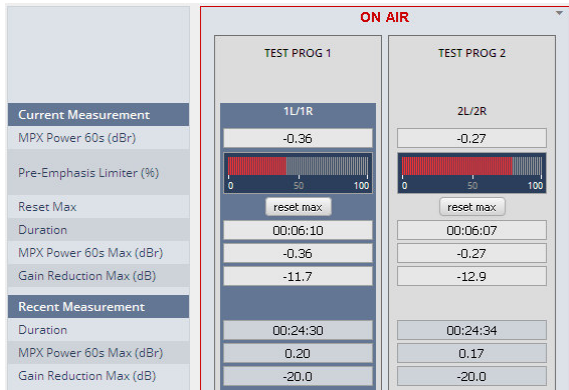 ON AIR
TEST PROG 1 TEST PROG 2
Current Measurement 1L/1R 2L/2R
MPX Power 60s (dBr) -0.36 -0.27
Pre-Emphasis Limiter (%) 0 50 100 0 50 100
Reset Max reset max reset max
Duration 00:06:10 00:06:07
MPX Power 60s Max (dBr) -0.36 -0.27
Gain Reduction Max (dB) -11.7 -12.9
Recent Measurement
Duration 00:24:30 00:24:34
MPX Power 60s Max (dBr) 0.20 0.17
Gain Reduction Max (dB) -20.0 -20.0